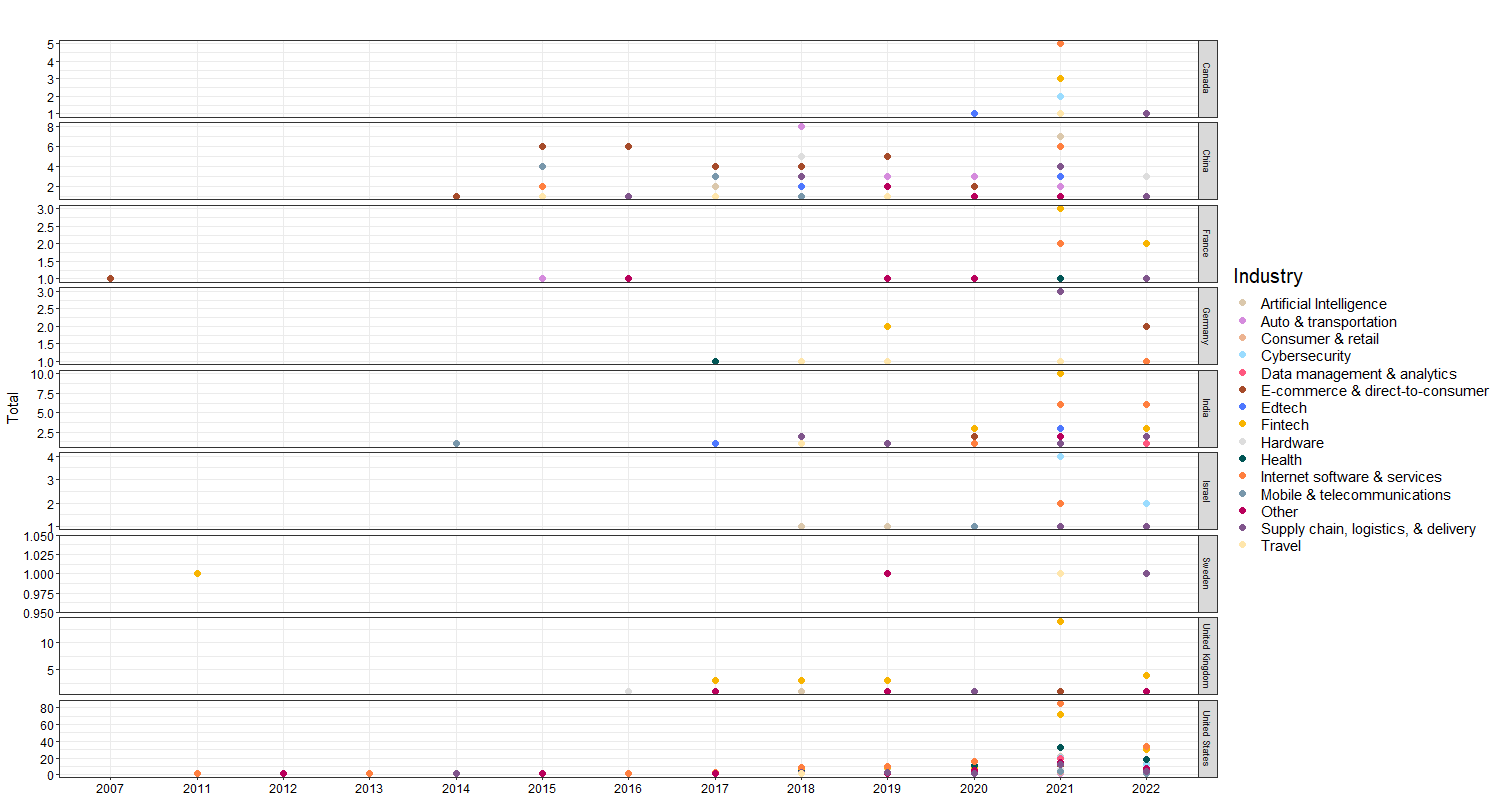 Total
5
4
3
2
1
Canada
8
6
4
2
China
3.0
2.5
2.0
1.5
1.0
France
3.0
2.5
2.0
1.5
1.0
Germany
10.0
7.5
5.0
2.5
India
4
3
2
1
Israel
1.050
1.025
1.000
0.975
0.950
Sweden
10
5
United Kingdom
80
60
40
20
0
United States
2007 2011 2012 2013 2014 2015 2016 2017 2018 2019 2020 2021 2022
Industry
Artificial Intelligence
Auto & transportation
Consumer & retail
Cybersecurity
Data management & analytics
E-commerce & direct-to-consumer
Edtech
Fintech
Hardware
Health
Internet software & services
Mobile & telecommunications
Other
Supply chain, logistics, & delivery
Travel